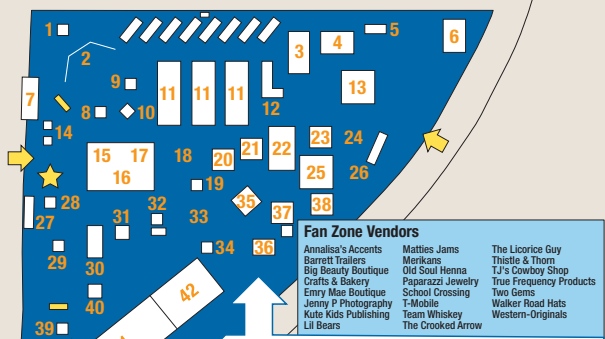 1
2
3
4
5
6
7
8
9
10
11
11
11
12
13
14
15
17
16
18
19
20
21
22
23
24
25
26
27
28
29
30
31
32
33
34
35
36
37
38
39
40
42
Fan Zone Vendors
Annalisa's Accents
Barrett Trailers
Big Beauty Boutique
Crafts & Bakery
Emry Mae Boutique
Jenny P Photography
Kute Kids Publishing
Lil Bears
Matties Jams
Merikans
Old Soul Henna
Paparazzi Jewelry
School Crossing
T-Mobile
Team Whiskey
The Crooked Arrow
The Licorice Guy
Thistle & Thorn
TJ's Cowboy Shop
True Frequency Products
Two Gems
Walker Road Hats
Western-Originals